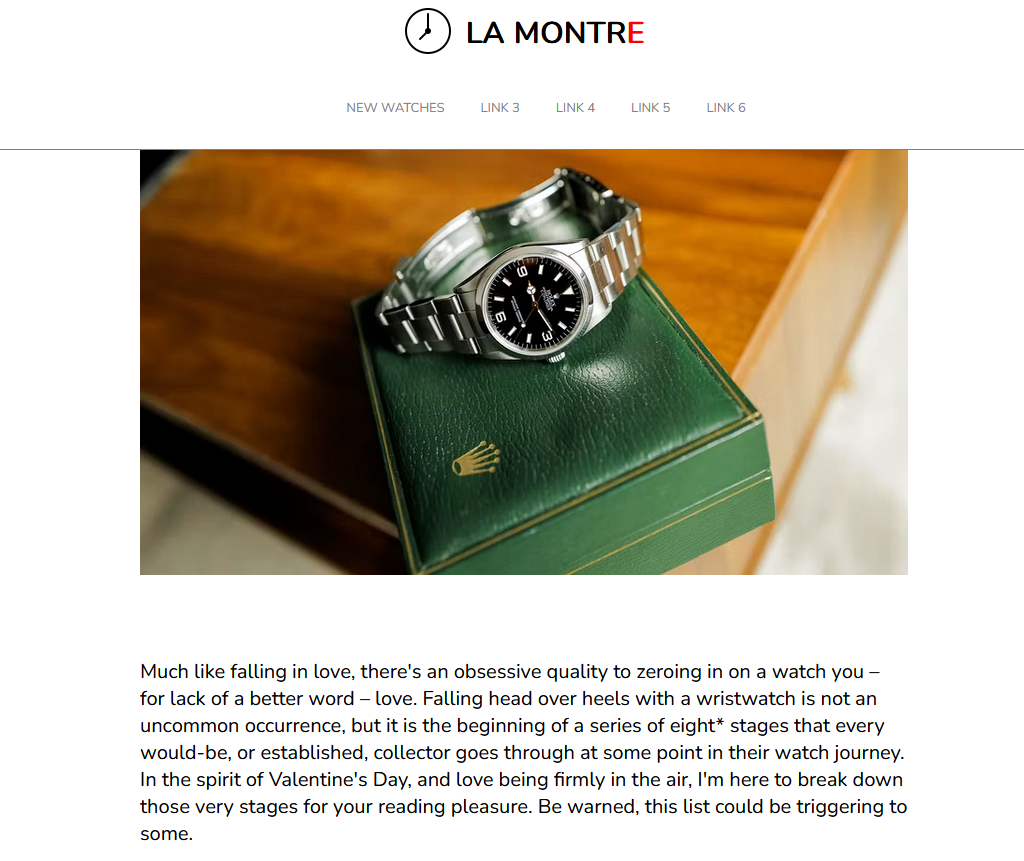 LA MONTRE
NEW WATCHES LINK 3 LINK 4 LINK 5 LINK 6
9
6
3
Much like falling in love, there's an obsessive quality to zeroing in on a watch you –
for lack of a better word – love. Falling head over heels with a wristwatch is not an
uncommon occurrence, but it is the beginning of a series of eight* stages that every
would-be, or established, collector goes through at some point in their watch journey.
In the spirit of Valentine's Day, and love being firmly in the air, I'm here to break down
those very stages for your reading pleasure. Be warned, this list could be triggering to
some.